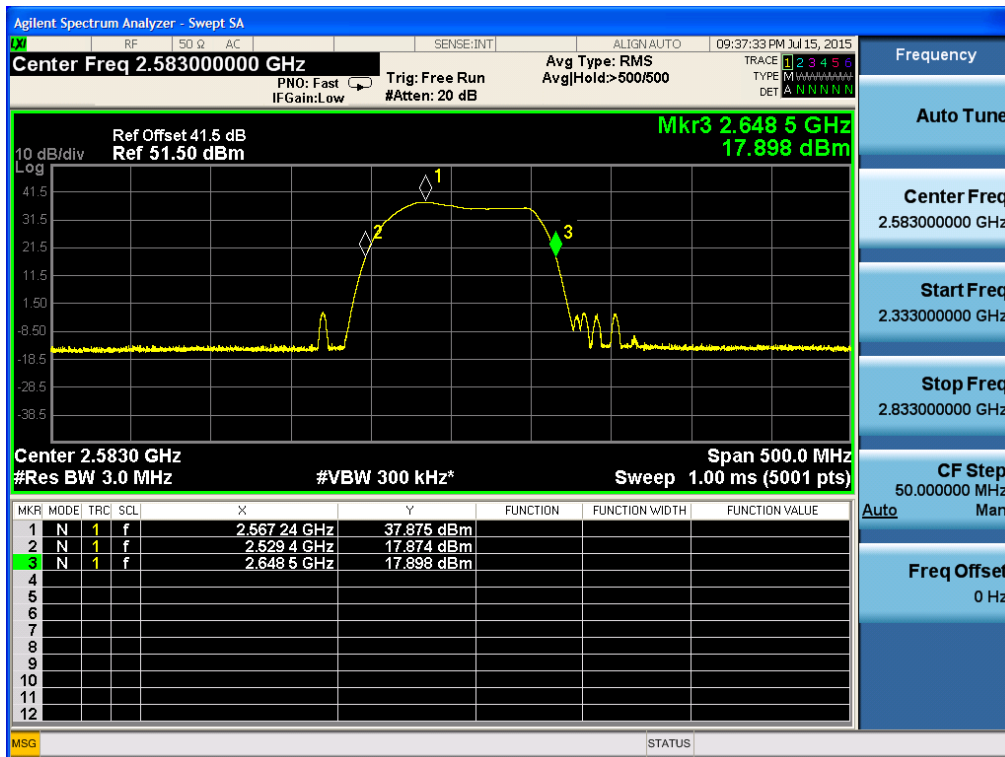 Agilent Spectrum Analyzer - Swept SA
LXI RF 50 Ω AC SENSE:INT ALIGN AUTO 09:37:33 PM Jul 15, 2015
Center Freq 2.583000000 GHz
PNO: Fast
IFGain:Low
Trig: Free Run
#Atten: 20 dB
Avg Type: RMS
Avg|Hold:>500/500
TRACE 1 2 3 4 5 6
TYPE M
DET A N N N N N
Ref Offset 41.5 dB
10 dB/div Ref 51.50 dBm
Log
Mkr3 2.648 5 GHz
17.898 dBm
41.5
31.5
21.5
11.5
1.50
-8.50
-18.5
-28.5
-38.5
1
2
3
Center 2.5830 GHz Span 500.0 MHz
#Res BW 3.0 MHz #VBW 300 kHz* Sweep 1.00 ms (5001 pts)
MKR MODE TRC SCL X Y FUNCTION FUNCTION WIDTH FUNCTION VALUE
1 N 1 f 2.567 24 GHz 37.875 dBm
2 N 1 f 2.529 4 GHz 17.874 dBm
3 N 1 f 2.648 5 GHz 17.898 dBm
4
5
6
7
8
9
10
11
12
MSG STATUS
Frequency
Auto Tune
Center Freq
2.583000000 GHz
Start Freq
2.333000000 GHz
Stop Freq
2.833000000 GHz
CF Step
50.000000 MHz
Auto Man
Freq Offset
0 Hz